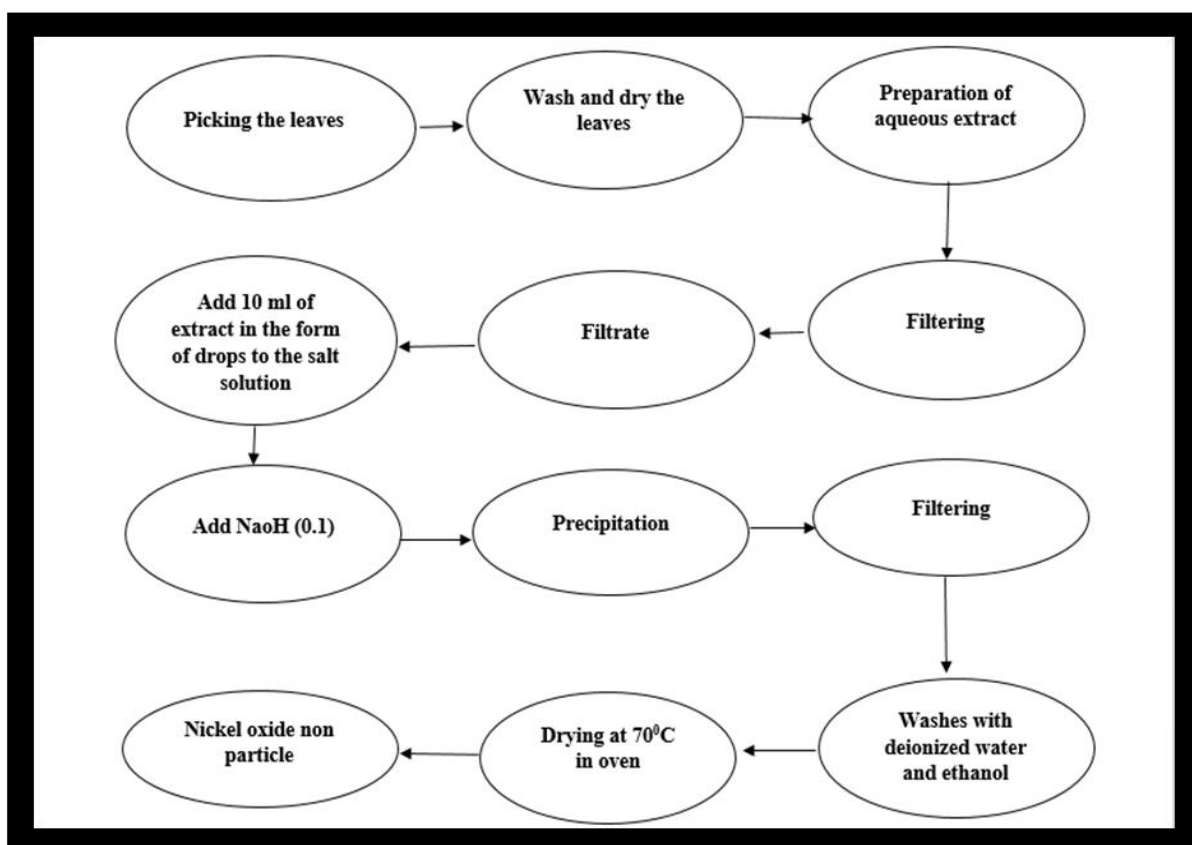 Picking the leaves
Wash and dry the
leaves
Preparation of
aqueous extract
Filtering
Filtrate
Add 10 ml of
extract in the form
of drops to the salt
solution
Add NaoH (0.1)
Precipitation
Filtering
Washes with
deionized water
and ethanol
Drying at 70⁰C
in oven
Nickel oxide non
particle